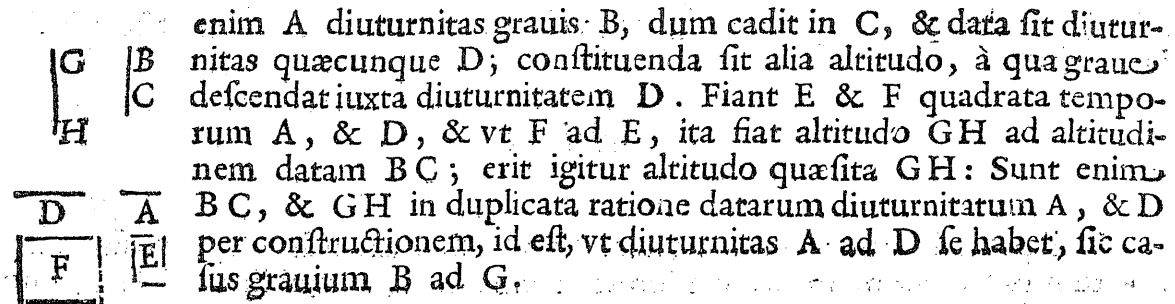 enim A diuturnitas grauis B, dum cadit in C, & data ſit diutur-
nitas quæcunque D; conſtituenda ſit alia altitudo, à qua graue
deſcendat iuxta diuturnitatem D. Fiant E & F quadrata tempo-
rum A, & D, & vt F ad E, ita fiat altitudo GH ad altitudi-
nem datam BC; erit igitur altitudo quæſita GH: Sunt enim
BC, & GH in duplicata ratione datarum diuturnitatum A, & D
per conſtructionem, id eſt, vt diuturnitas A ad D ſe habet, ſic ca-
ſus grauium B ad G.
G B
C
H
D A
F E